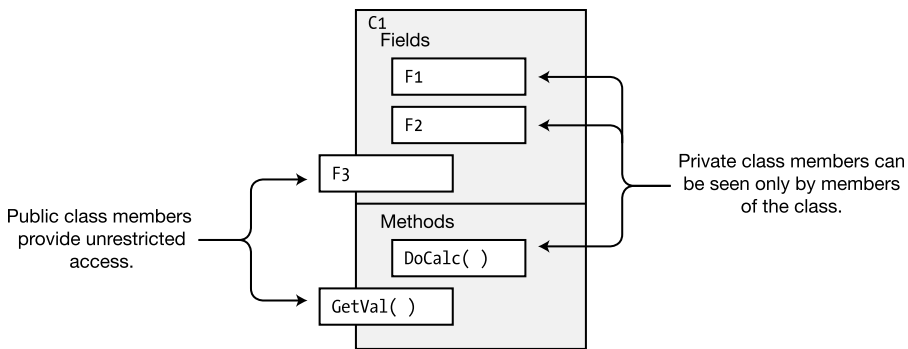 C1
Fields
F1
F2
F3
Methods
DoCalc( )
GetVal( )
Public class members
provide unrestricted
access.
Private class members can
be seen only by members
of the class.